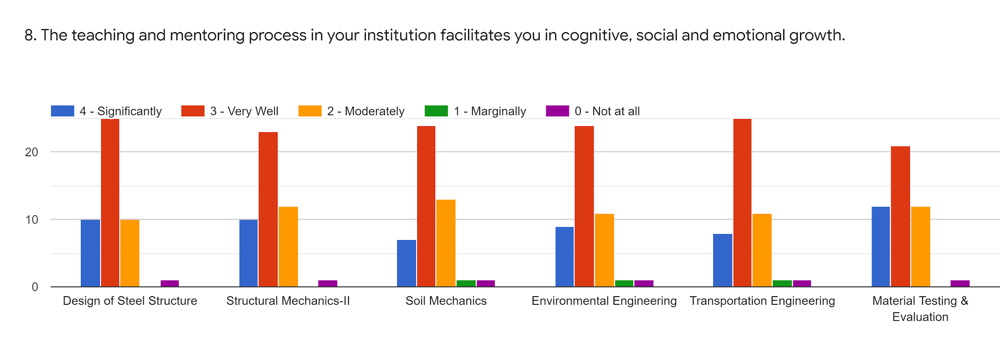 8. The teaching and mentoring process in your institution facilitates you in cognitive, social and emotional growth.
4 - Significantly 3 - Very Well 2 - Moderately 1 - Marginally 0 - Not at all
20
10
0
Design of Steel Structure Structural Mechanics-II Soil Mechanics Environmental Engineering Transportation Engineering Material Testing &
Evaluation